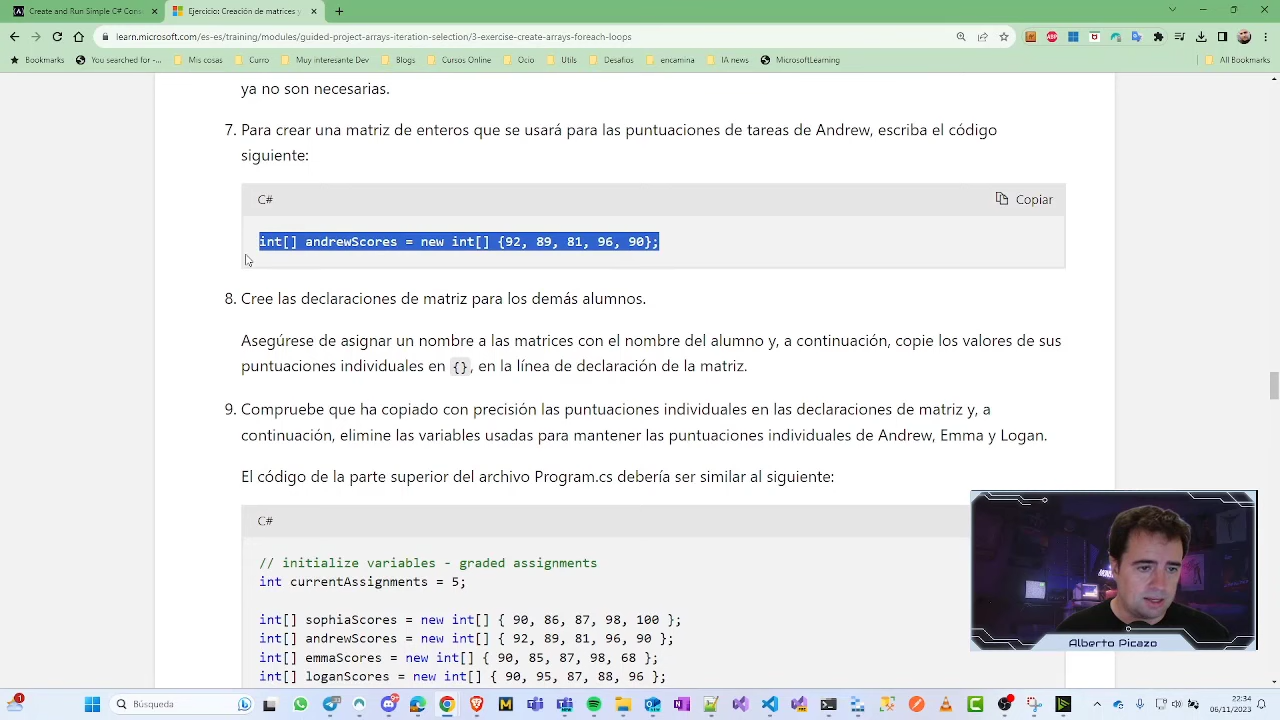 Create and Run Simple C# Con
Ejercicio: Creación de matrices y
learn.microsoft.com/es-es/training/modules/guided-project-arrays-iteration-selection/3-exercise-create-arrays-foreach-loops
Bookmarks
You searched for -...
Mis cosas
Curro
Muy interesante Dev
Blogs
Cursos Online
Ocio
Utils
Desafios
encamina
IA news
MicrosoftLearning
All Bookmarks
ya no son necesarias.
7. Para crear una matriz de enteros que se usará para las puntuaciones de tareas de Andrew, escriba el código
siguiente:
C#
Copiar
int[] andrewScores = new int[] {92, 89, 81, 96, 90};
8. Cree las declaraciones de matriz para los demás alumnos.
Asegúrese de asignar un nombre a las matrices con el nombre del alumno y, a continuación, copie los valores de sus
puntuaciones individuales en {}, en la línea de declaración de la matriz.
9. Compruebe que ha copiado con precisión las puntuaciones individuales en las declaraciones de matriz y, a
continuación, elimine las variables usadas para mantener las puntuaciones individuales de Andrew, Emma y Logan.
El código de la parte superior del archivo Program.cs debería ser similar al siguiente:
C#
// initialize variables - graded assignments
int currentAssignments = 5;
int[] sophiaScores = new int[] { 90, 86, 87, 98, 100 };
int[] andrewScores = new int[] { 92, 89, 81, 96, 90 };
int[] emmaScores = new int[] { 90, 85, 87, 98, 68 };
int[] loganScores = new int[] { 90, 95, 87, 88, 96 };
Alberto Picazo
Búsqueda
22:34
06/11/2023